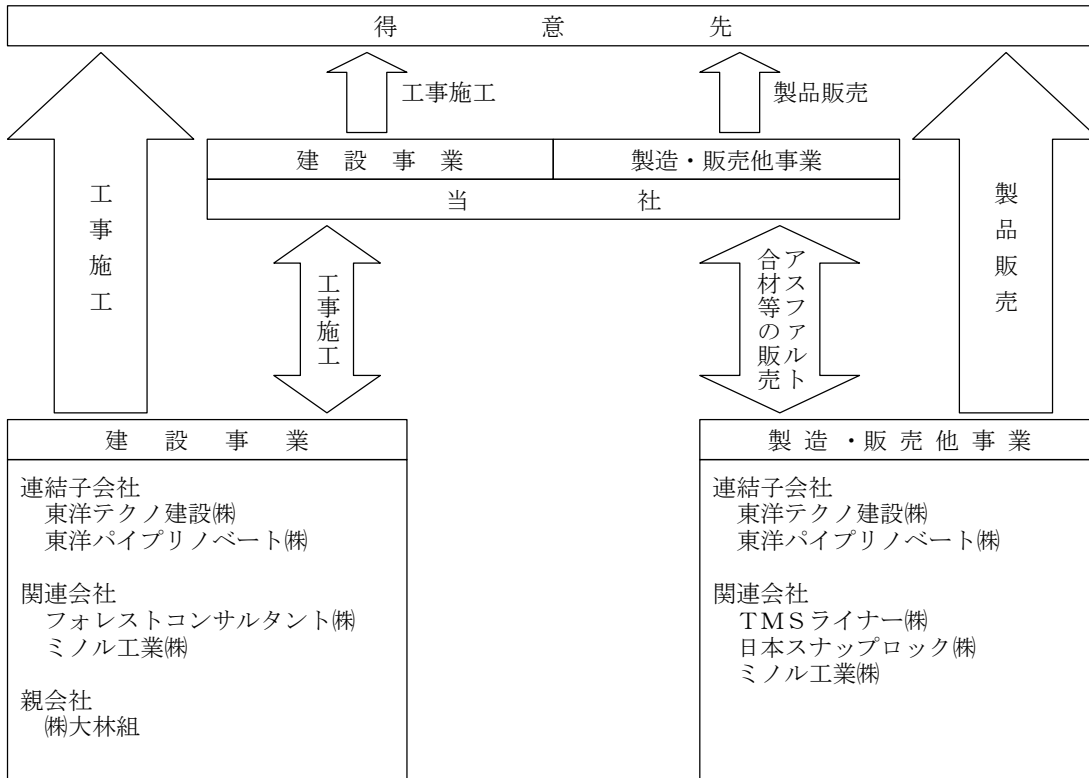 得意先
工事施工
製品販売
建設事業
製造・販売他事業
当社
工事施工
工事施工
アスファルト
合材等の販売
製品販売
建設事業
連結子会社
東洋テクノ建設㈱
東洋パイプリノベート㈱
関連会社
フォレストコンサルタント㈱
ミノル工業㈱
親会社
㈱大林組
製造・販売他事業
連結子会社
東洋テクノ建設㈱
東洋パイプリノベート㈱
関連会社
ＴＭＳライナー㈱
日本スナップロック㈱
ミノル工業㈱